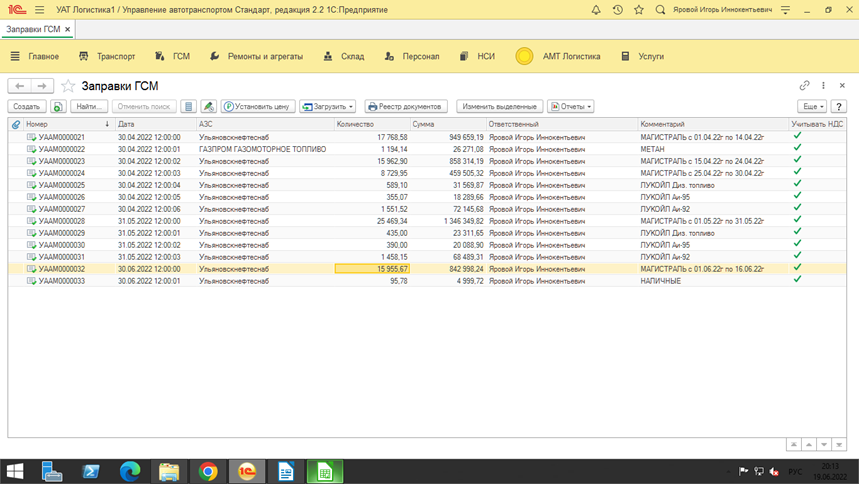 1С УАТ Логистика1 / Управление автотранспортом Стандарт, редакция 2.2 1С:Предприятие Яровой Игорь Иннокентьевич
Заправки ГСМ ×
Главное Транспорт ГСМ Ремонты и агрегаты Склад Персонал НСИ АМТ Логистика Услуги
Заправки ГСМ
Создать Найти... Отменить поиск Установить цену Загрузить Реестр документов Изменить выделенные Отчеты Еще ?
Номер Дата АЗС Количество Сумма Ответственный Комментарий Учитывать НДС
УААМ0000021 30.04.2022 12:00:00 Ульяновскнефтеснаб 17 768,58 949 659,19 Яровой Игорь Иннокентьевич МАГИСТРАЛЬ с 01.04.22г по 14.04.22г
УААМ0000022 30.04.2022 12:00:01 ГАЗПРОМ ГАЗОМОТОРНОЕ ТОПЛИВО 1 194,14 26 271,08 Яровой Игорь Иннокентьевич МЕТАН
УААМ0000023 30.04.2022 12:00:02 Ульяновскнефтеснаб 15 962,90 858 314,19 Яровой Игорь Иннокентьевич МАГИСТРАЛЬ с 15.04.22г по 24.04.22г
УААМ0000024 30.04.2022 12:00:03 Ульяновскнефтеснаб 8 729,95 459 505,32 Яровой Игорь Иннокентьевич МАГИСТРАЛЬ с 25.04.22г по 30.04.22г
УААМ0000025 30.04.2022 12:00:04 Ульяновскнефтеснаб 589,10 31 569,87 Яровой Игорь Иннокентьевич ЛУКОЙЛ Диз. топливо
УААМ0000026 30.04.2022 12:00:05 Ульяновскнефтеснаб 355,07 18 289,66 Яровой Игорь Иннокентьевич ЛУКОЙЛ Аи-95
УААМ0000027 30.04.2022 12:00:06 Ульяновскнефтеснаб 1 551,52 72 145,68 Яровой Игорь Иннокентьевич ЛУКОЙЛ Аи-92
УААМ0000028 31.05.2022 12:00:00 Ульяновскнефтеснаб 25 469,34 1 346 349,82 Яровой Игорь Иннокентьевич МАГИСТРАЛЬ с 01.05.22г по 31.05.22г
УААМ0000029 31.05.2022 12:00:01 Ульяновскнефтеснаб 435,00 23 311,65 Яровой Игорь Иннокентьевич ЛУКОЙЛ Диз. топливо
УААМ0000030 31.05.2022 12:00:02 Ульяновскнефтеснаб 390,00 20 088,90 Яровой Игорь Иннокентьевич ЛУКОЙЛ Аи-95
УААМ0000031 31.05.2022 12:00:03 Ульяновскнефтеснаб 1 458,15 68 489,31 Яровой Игорь Иннокентьевич ЛУКОЙЛ Аи-92
УААМ0000032 30.06.2022 12:00:00 Ульяновскнефтеснаб 15 955,67 842 998,24 Яровой Игорь Иннокентьевич МАГИСТРАЛЬ с 01.06.22г по 16.06.22г
УААМ0000033 30.06.2022 12:00:01 Ульяновскнефтеснаб 95,78 4 999,72 Яровой Игорь Иннокентьевич НАЛИЧНЫЕ
РУС 20:13
19.06.2022